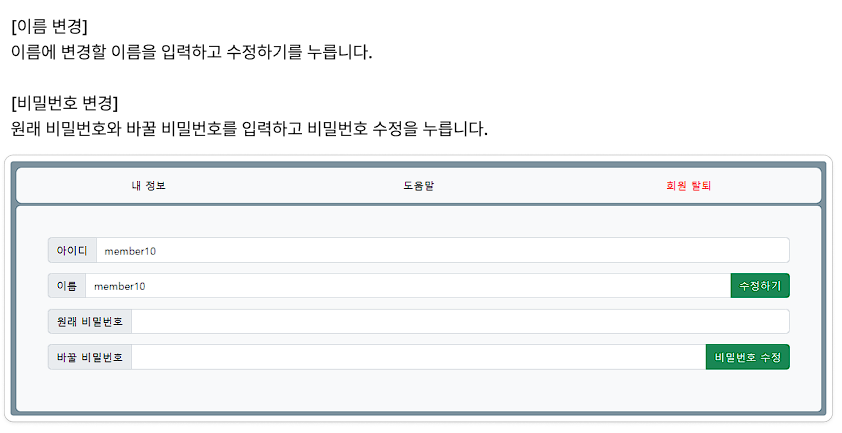 [이름 변경]
이름에 변경할 이름을 입력하고 수정하기를 누릅니다.
[비밀번호 변경]
원래 비밀번호와 바꿀 비밀번호를 입력하고 비밀번호 수정을 누릅니다.
내 정보 도움말 회원 탈퇴
아이디 member10
이름 member10 수정하기
원래 비밀번호
바꿀 비밀번호 비밀번호 수정